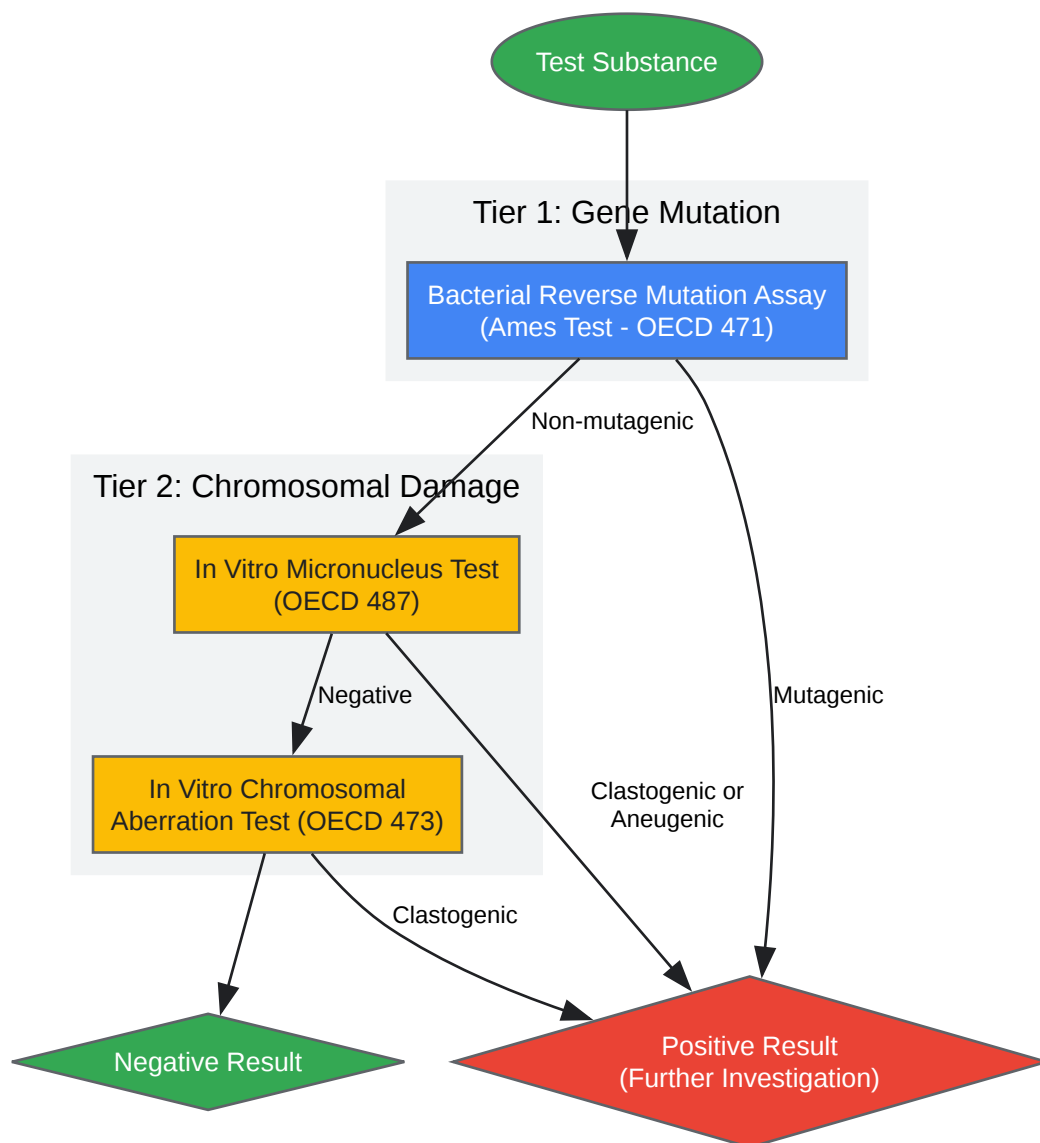 Test Substance
Tier 1: Gene Mutation
Bacterial Reverse Mutation Assay
(Ames Test - OECD 471)
Non-mutagenic
Tier 2: Chromosomal Damage
In Vitro Micronucleus Test
(OECD 487)
Negative
Mutagenic
In Vitro Chromosomal
Aberration Test (OECD 473)
Clastogenic or
Aneugenic
Clastogenic
Negative Result
Positive Result
(Further Investigation)